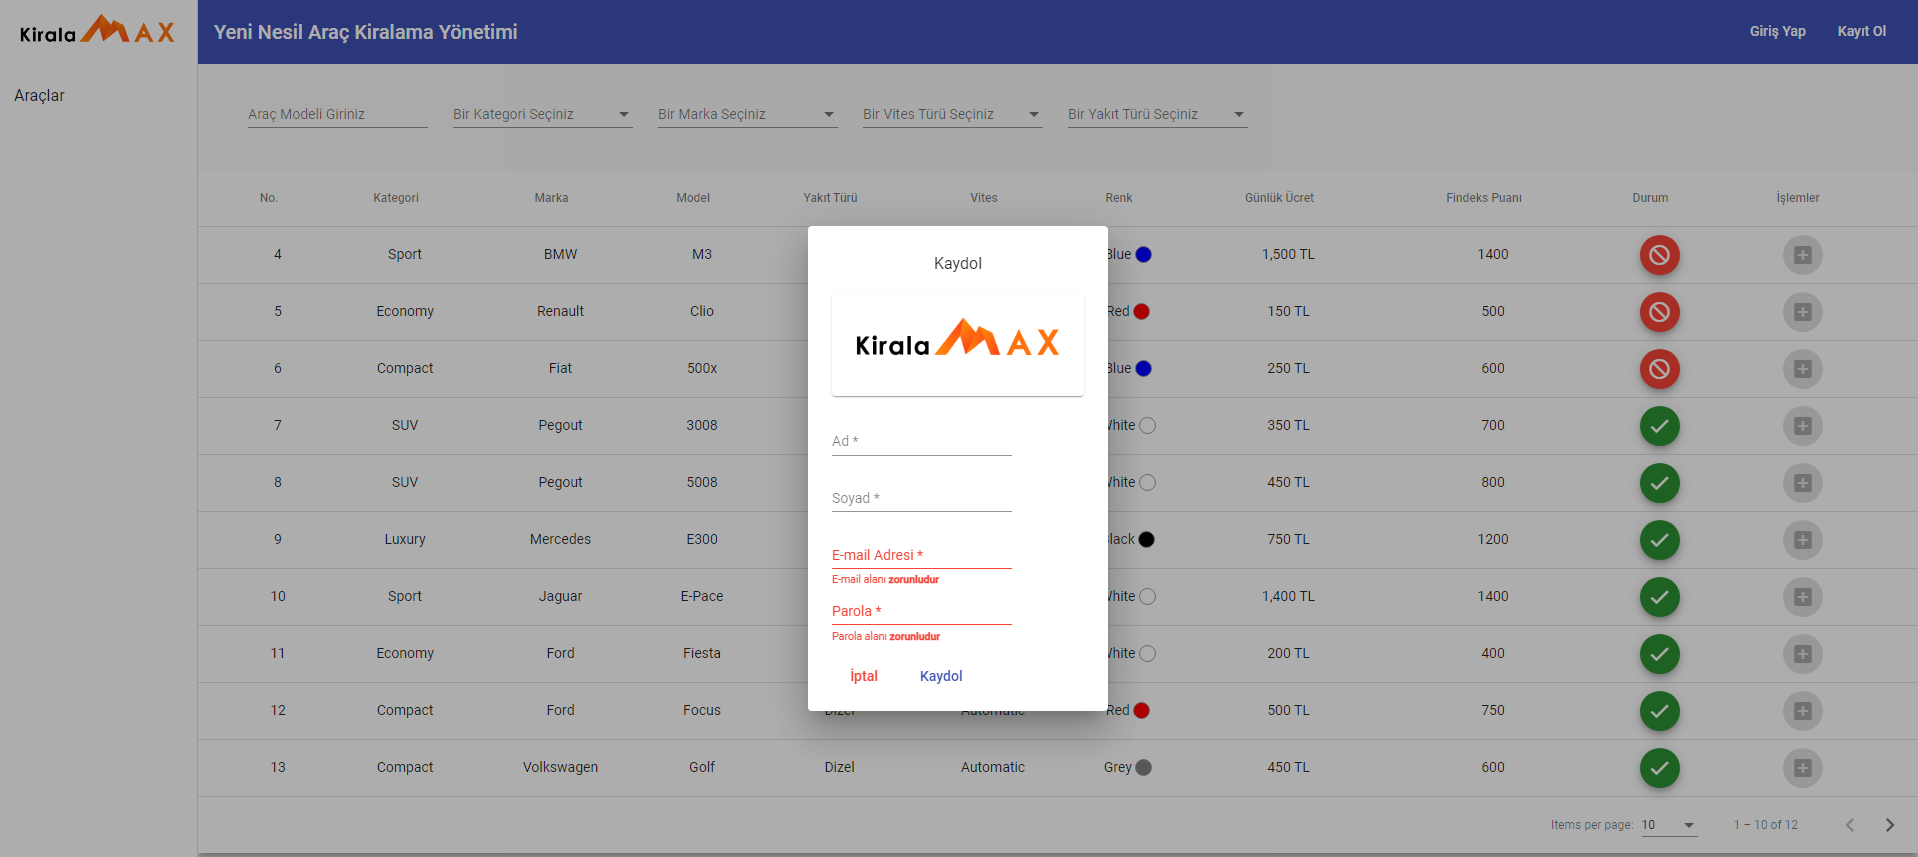 Kirala MAX
Yeni Nesil Araç Kiralama Yönetimi
Giriş Yap
Kayıt Ol
Araçlar
Araç Modeli Giriniz
Bir Kategori Seçiniz
Bir Marka Seçiniz
Bir Vites Türü Seçiniz
Bir Yakıt Türü Seçiniz
No. Kategori Marka Model Yakıt Türü Vites Renk Günlük Ücret Findeks Puanı Durum İşlemler
4 Sport BMW M3 Blue 1,500 TL 1400
5 Economy Renault Clio Red 150 TL 500
6 Compact Fiat 500x Blue 250 TL 600
7 SUV Pegout 3008 White 350 TL 700
8 SUV Pegout 5008 White 450 TL 800
9 Luxury Mercedes E300 Black 750 TL 1200
10 Sport Jaguar E-Pace White 1,400 TL 1400
11 Economy Ford Fiesta White 200 TL 400
12 Compact Ford Focus Dizel Automatic Red 500 TL 750
13 Compact Volkswagen Golf Dizel Automatic Grey 450 TL 600
Items per page: 10 1 – 10 of 12
Kaydol
Kirala MAX
Ad *
Soyad *
E-mail Adresi *
E-mail alanı zorunludur
Parola *
Parola alanı zorunludur
İptal Kaydol